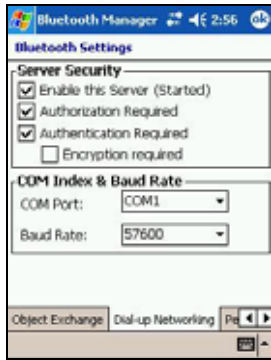 Bluetooth Manager 2:56 ok
Bluetooth Settings
Server Security
Enable this Server (Started)
Authorization Required
Authentication Required
Encryption required
COM Index & Baud Rate
COM Port: COM1
Baud Rate: 57600
Object Exchange Dial-up Networking Pe